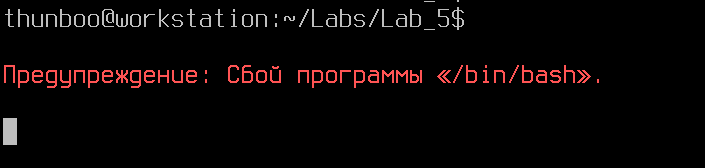 thunboo@workstation:~/Labs/Lab_5$
Предупреждение: Сбой программы «/bin/bash».